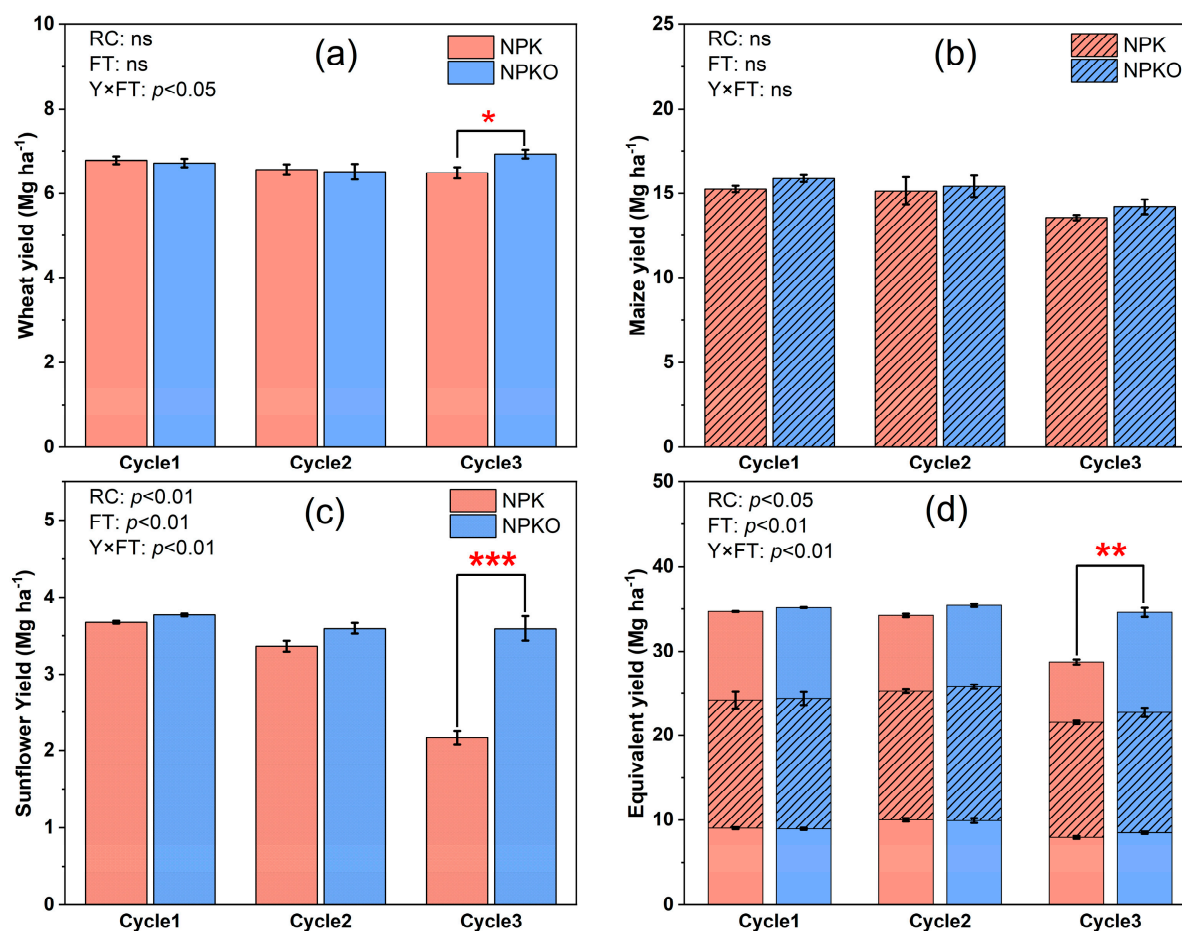 (a)
RC: ns
FT: ns
Y×FT: p<0.05
NPK
NPKO
*
Wheat yield (Mg ha⁻¹)
10
8
6
4
2
0
Cycle1 Cycle2 Cycle3
(b)
RC: ns
FT: ns
Y×FT: ns
NPK
NPKO
Maize yield (Mg ha⁻¹)
25
20
15
10
5
0
Cycle1 Cycle2 Cycle3
(c)
RC: p<0.01
FT: p<0.01
Y×FT: p<0.01
NPK
NPKO
***
Sunflower Yield (Mg ha⁻¹)
5
4
3
2
1
0
Cycle1 Cycle2 Cycle3
(d)
RC: p<0.05
FT: p<0.01
Y×FT: p<0.01
**
Equivalent yield (Mg ha⁻¹)
50
40
30
20
10
0
Cycle1 Cycle2 Cycle3